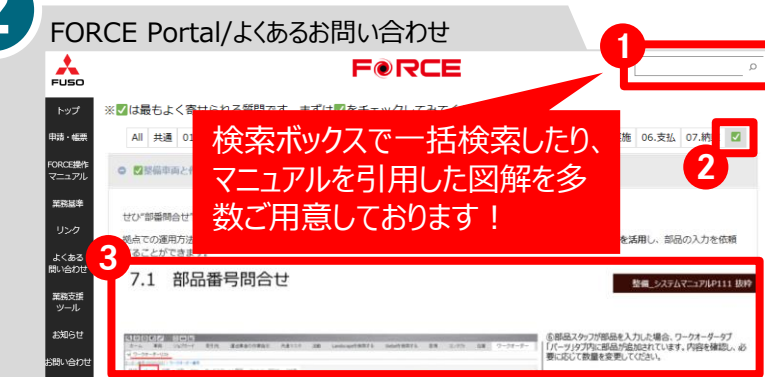 2
FORCE Portal/よくあるお問い合わせ
1
FUSO
FORCE
トップ
※✅は最もよく寄せられる質問です。まずは✅をチェックしてみてく
申請・帳票
All 共通 01
施 06.支払 07.納 ✅
検索ボックスで一括検索したり、
マニュアルを引用した図解を多
数ご用意しております！
2
FORCE操作
マニュアル
✅整備車両と
業務基準
せひ"部番問合せ"
リンク
拠点での運用方法
を活用し、部品の入力を依頼
ることができます。
よくある
問い合わせ
3
7.1 部品番号問合せ
整備_システムマニュアルP111 抜粋
業務支援
ツール
お知らせ
お問い合わせ
⑥部品スタッフが部品を入力した場合、ワークオーダータブ
「パーツ」タブ内に部品が追加されています。内容を確認し、必
要に応じて数量を変更してください。
ワークオーダー